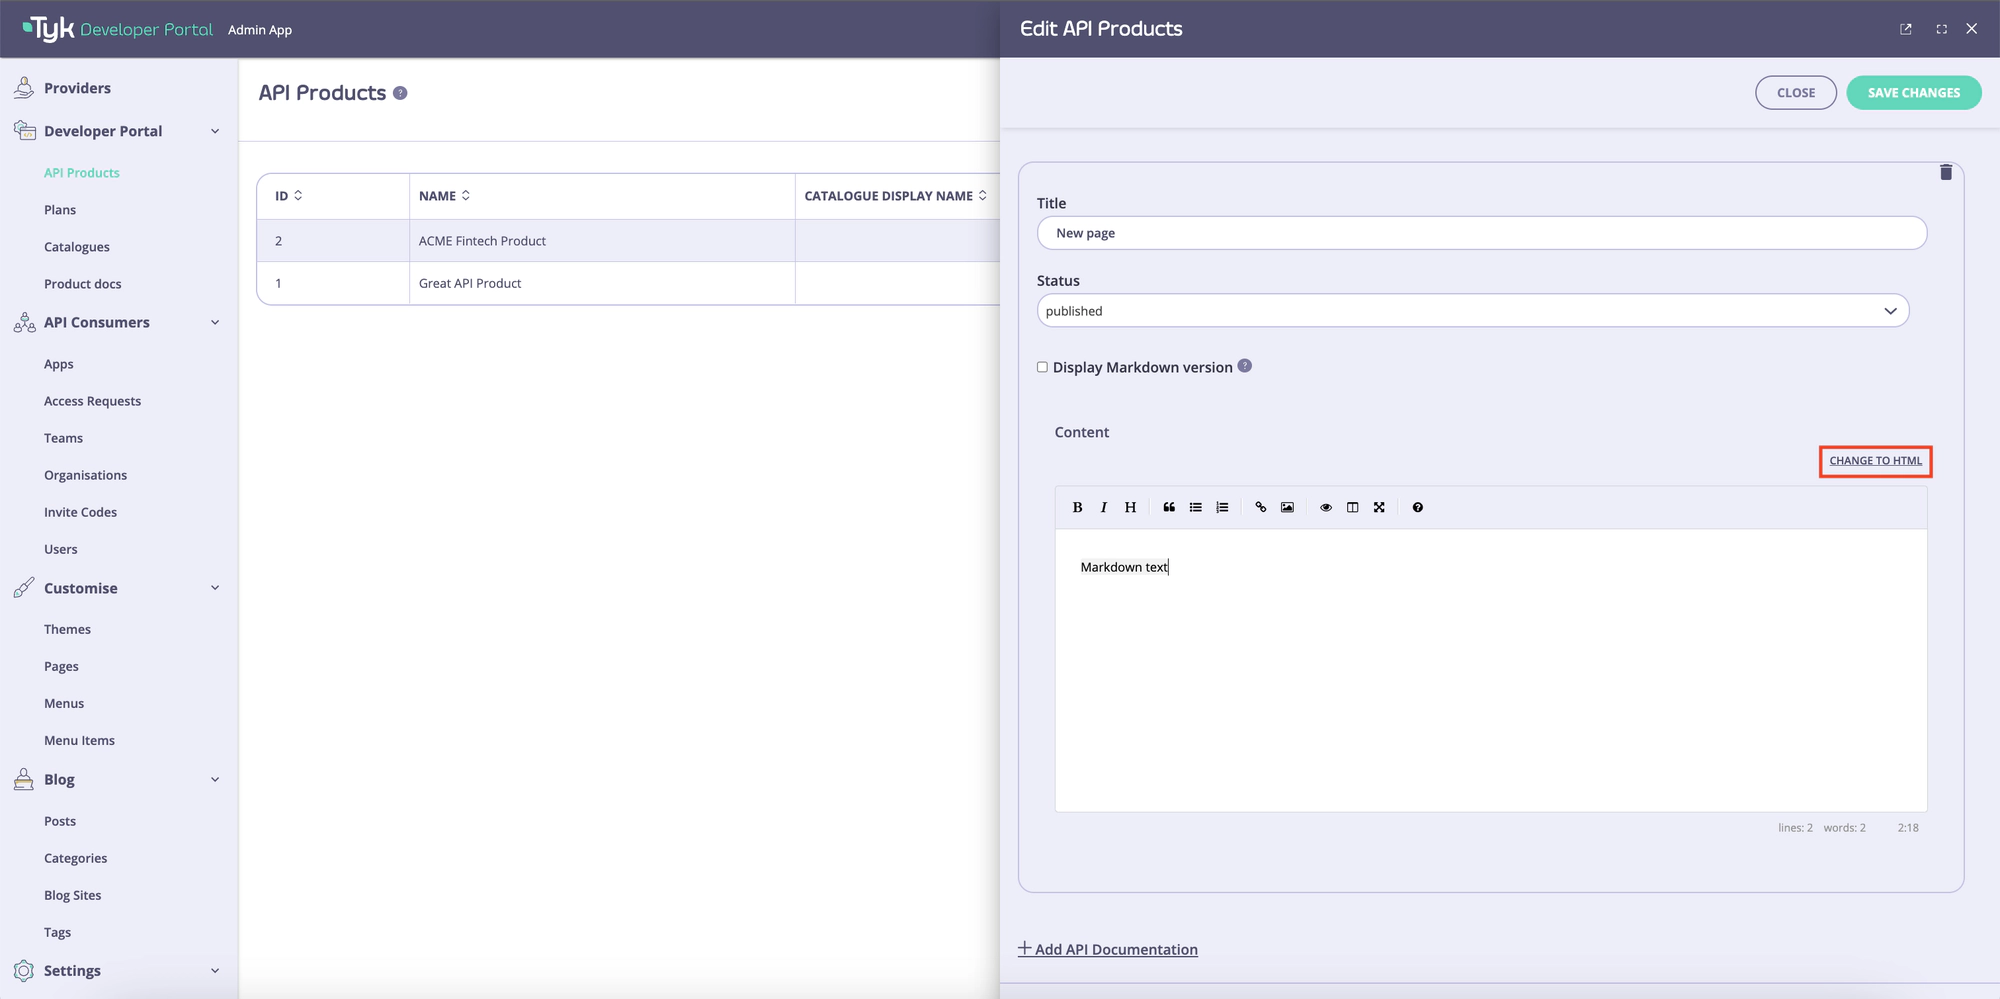 Tyk Developer Portal Admin App
Providers
Developer Portal
API Products
Plans
Catalogues
Product docs
API Consumers
Apps
Access Requests
Teams
Organisations
Invite Codes
Users
Customise
Themes
Pages
Menus
Menu Items
Blog
Posts
Categories
Blog Sites
Tags
Settings
API Products ?
ID NAME CATALOGUE DISPLAY NAME
2 ACME Fintech Product
1 Great API Product
Edit API Products
CLOSE SAVE CHANGES
Title
New page
Status
published
Display Markdown version ?
Content
CHANGE TO HTML
B I H ?
Markdown text
lines: 2 words: 2 2:18
+ Add API Documentation